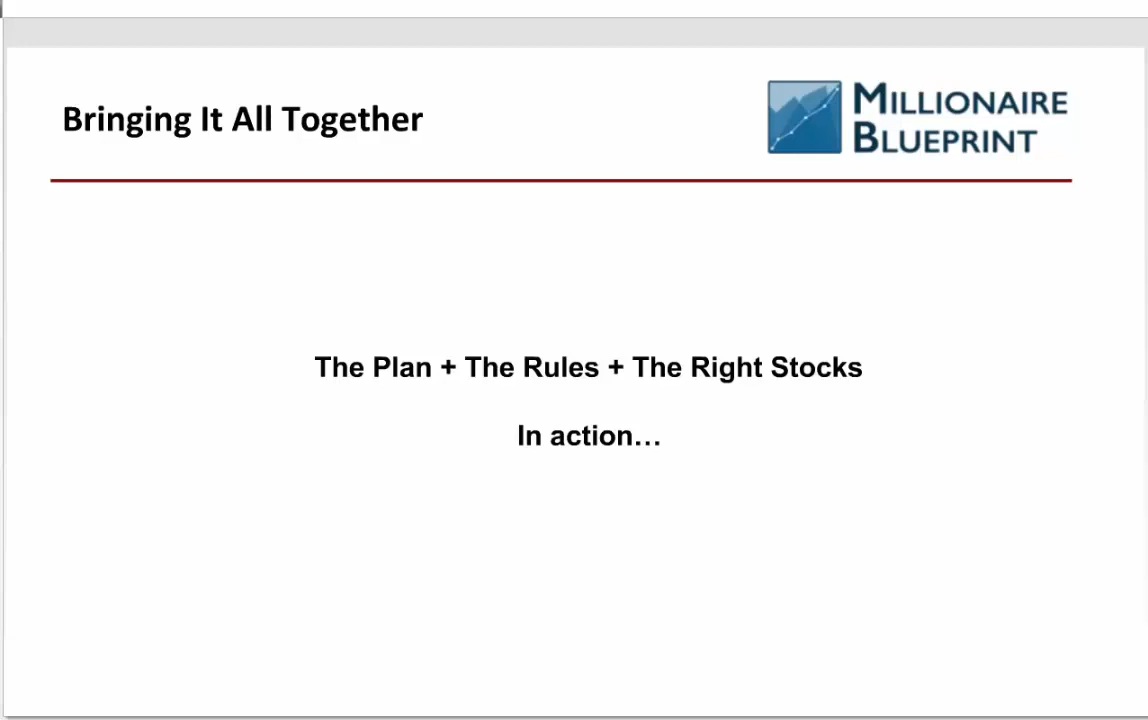 Bringing It All Together
MILLIONAIRE
BLUEPRINT
The Plan + The Rules + The Right Stocks
In action…